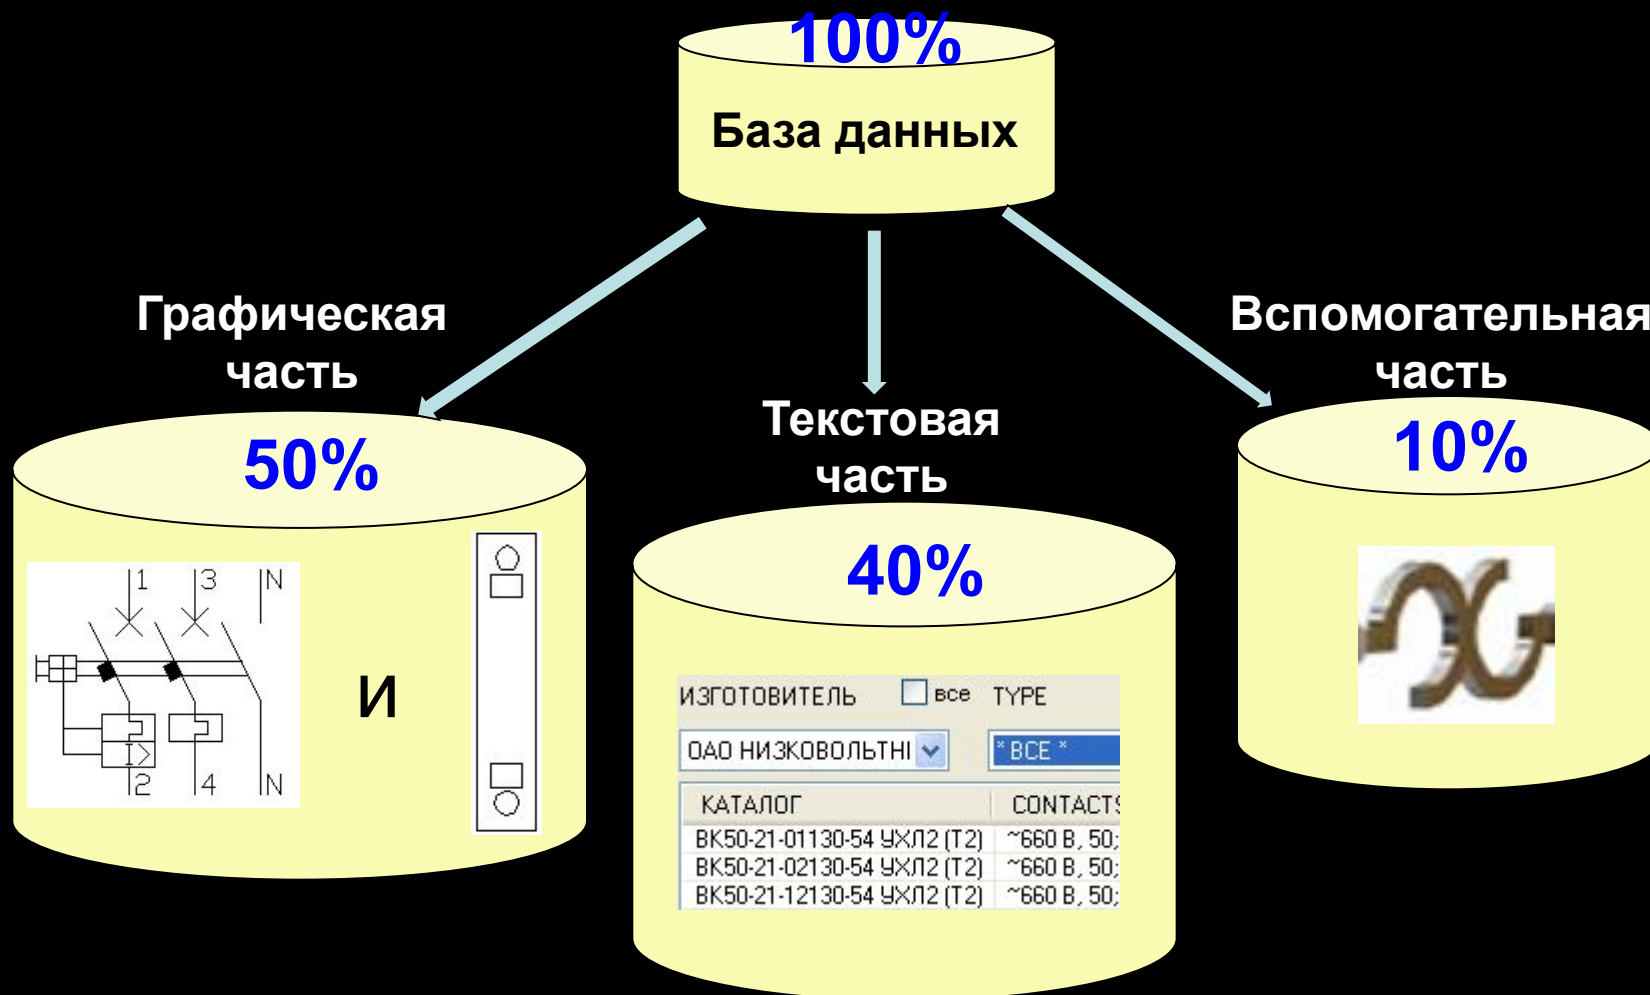 100%
База данных
Графическая
часть
Вспомогательная
часть
Текстовая
часть
50%
10%
40%
1 3 N
и
I>
2 4 N
ИЗГОТОВИТЕЛЬ все TYPE
ОАО НИЗКОВОЛЬТН * ВСЕ *
КАТАЛОГ CONTACTS
ВК50-21-01130-54 УХЛ2 (Т2) ~660 В, 50;
ВК50-21-02130-54 УХЛ2 (Т2) ~660 В, 50;
ВК50-21-12130-54 УХЛ2 (Т2) ~660 В, 50;